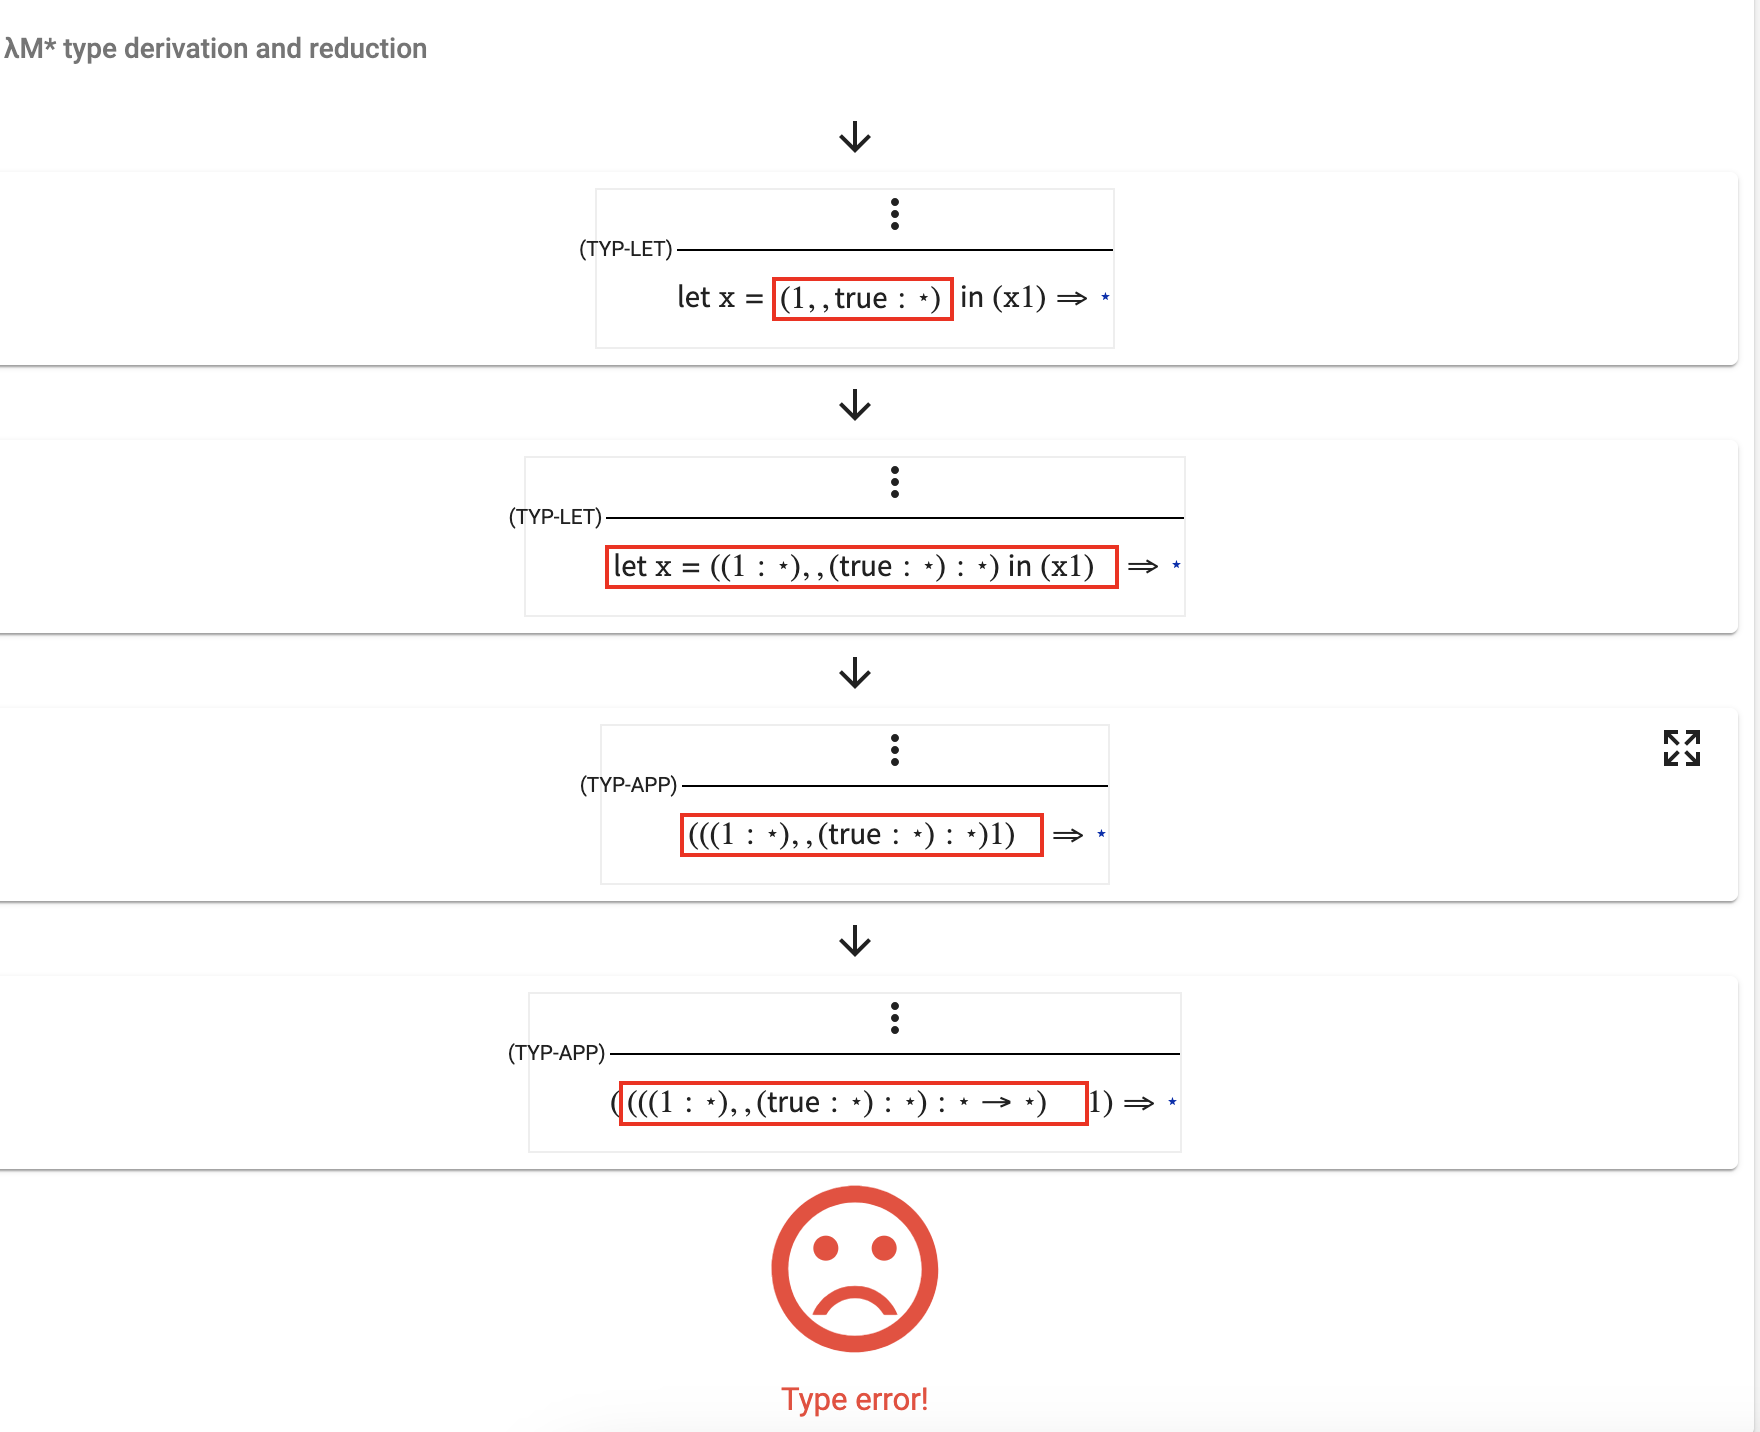 λM* type derivation and reduction
(TYP-LET)
let x = (1,,true : ⋆) in (x1) ⇒ ⋆
(TYP-LET)
let x = ((1 : ⋆),,(true : ⋆) : ⋆) in (x1) ⇒ ⋆
(TYP-APP)
(((1 : ⋆),,(true : ⋆) : ⋆)1) ⇒ ⋆
(TYP-APP)
((((1 : ⋆),,(true : ⋆) : ⋆) : ⋆ → ⋆) 1) ⇒ ⋆
Type error!